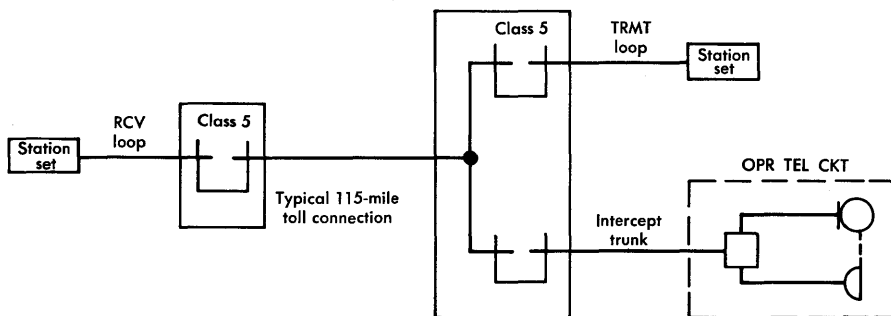 Class 5
TRMT
loop
Station
set
RCV
loop
Class 5
Station
set
Typical 115-mile
toll connection
OPR TEL CKT
Intercept
trunk